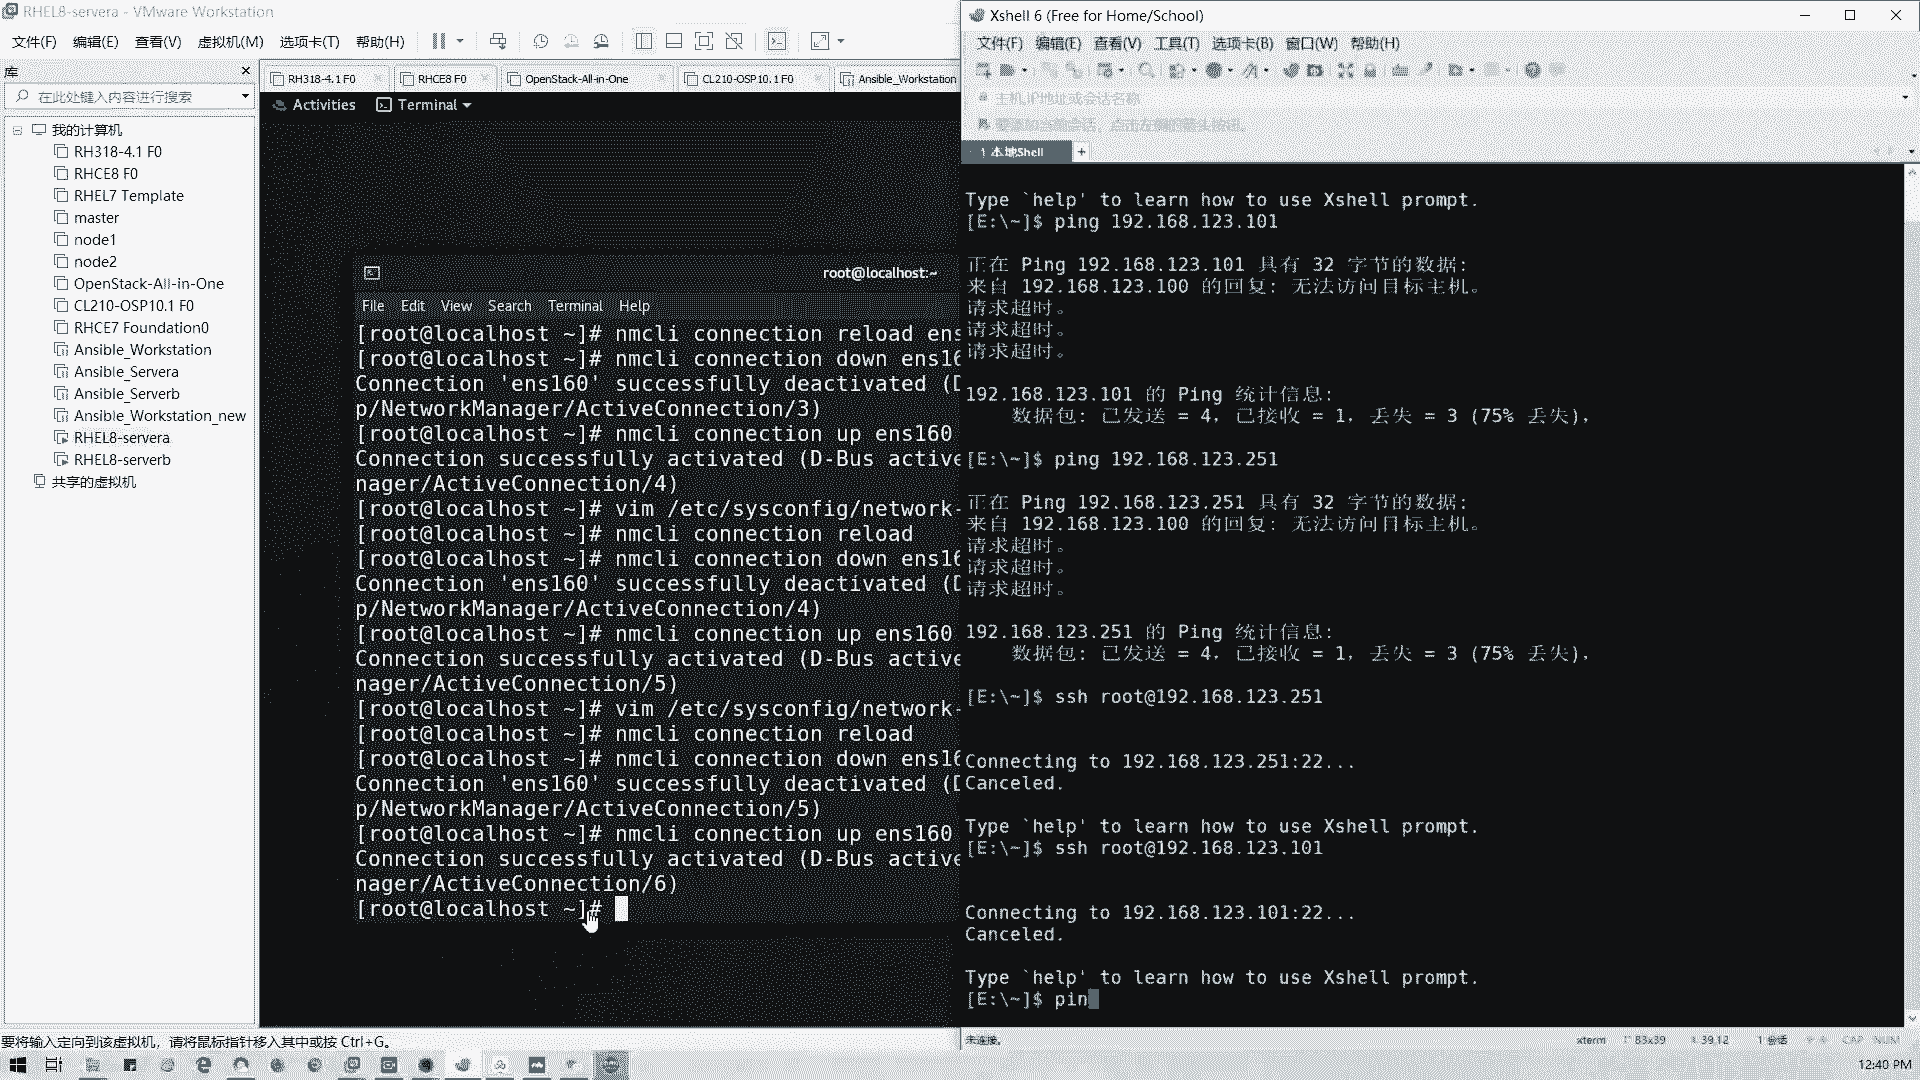 RHEL8-servera - VMware Workstation
文件(F) 编辑(E) 查看(V) 虚拟机(M) 选项卡(T) 帮助(H)
库
在此处键入内容进行搜索
我的计算机
RH318-4.1 F0
RHCE8 F0
RHEL7 Template
master
node1
node2
OpenStack-All-in-One
CL210-OSP10.1 F0
RHCE7 Foundation0
Ansible_Workstation
Ansible_Servera
Ansible_Serverb
Ansible_Workstation_new
RHEL8-servera
RHEL8-serverb
共享的虚拟机
RH318-4.1 F0 RHCE8 F0 OpenStack-All-in-One CL210-OSP10.1 F0 Ansible_Workstation
Activities Terminal
root@localhost:~
File Edit View Search Terminal Help
[root@localhost ~]# nmcli connection reload ens
[root@localhost ~]# nmcli connection down ens16
Connection 'ens160' successfully deactivated (D
p/NetworkManager/ActiveConnection/3)
[root@localhost ~]# nmcli connection up ens160
Connection successfully activated (D-Bus active
nager/ActiveConnection/4)
[root@localhost ~]# vim /etc/sysconfig/network-
[root@localhost ~]# nmcli connection reload
[root@localhost ~]# nmcli connection down ens16
Connection 'ens160' successfully deactivated (D
p/NetworkManager/ActiveConnection/4)
[root@localhost ~]# nmcli connection up ens160
Connection successfully activated (D-Bus active
nager/ActiveConnection/5)
[root@localhost ~]# vim /etc/sysconfig/network-
[root@localhost ~]# nmcli connection reload
[root@localhost ~]# nmcli connection down ens16
Connection 'ens160' successfully deactivated (D
p/NetworkManager/ActiveConnection/5)
[root@localhost ~]# nmcli connection up ens160
Connection successfully activated (D-Bus active
nager/ActiveConnection/6)
[root@localhost ~]#
要将输入定向到该虚拟机，请将鼠标指针移入其中或按 Ctrl+G。
Xshell 6 (Free for Home/School)
文件(F) 编辑(E) 查看(V) 工具(T) 选项卡(B) 窗口(W) 帮助(H)
主机,IP地址或会话名称
要添加当前会话，点击左侧的箭头按钮。
1 本地Shell +
Type `help' to learn how to use Xshell prompt.
[E:\~]$ ping 192.168.123.101
正在 Ping 192.168.123.101 具有 32 字节的数据:
来自 192.168.123.100 的回复: 无法访问目标主机。
请求超时。
请求超时。
请求超时。
192.168.123.101 的 Ping 统计信息:
数据包: 已发送 = 4，已接收 = 1，丢失 = 3 (75% 丢失)，
[E:\~]$ ping 192.168.123.251
正在 Ping 192.168.123.251 具有 32 字节的数据:
来自 192.168.123.100 的回复: 无法访问目标主机。
请求超时。
请求超时。
请求超时。
192.168.123.251 的 Ping 统计信息:
数据包: 已发送 = 4，已接收 = 1，丢失 = 3 (75% 丢失)，
[E:\~]$ ssh root@192.168.123.251
Connecting to 192.168.123.251:22...
Canceled.
Type `help' to learn how to use Xshell prompt.
[E:\~]$ ssh root@192.168.123.101
Connecting to 192.168.123.101:22...
Canceled.
Type `help' to learn how to use Xshell prompt.
[E:\~]$ pin
未连接。 xterm 83x39 39,12 1 会话 CAP NUM
12:40 PM